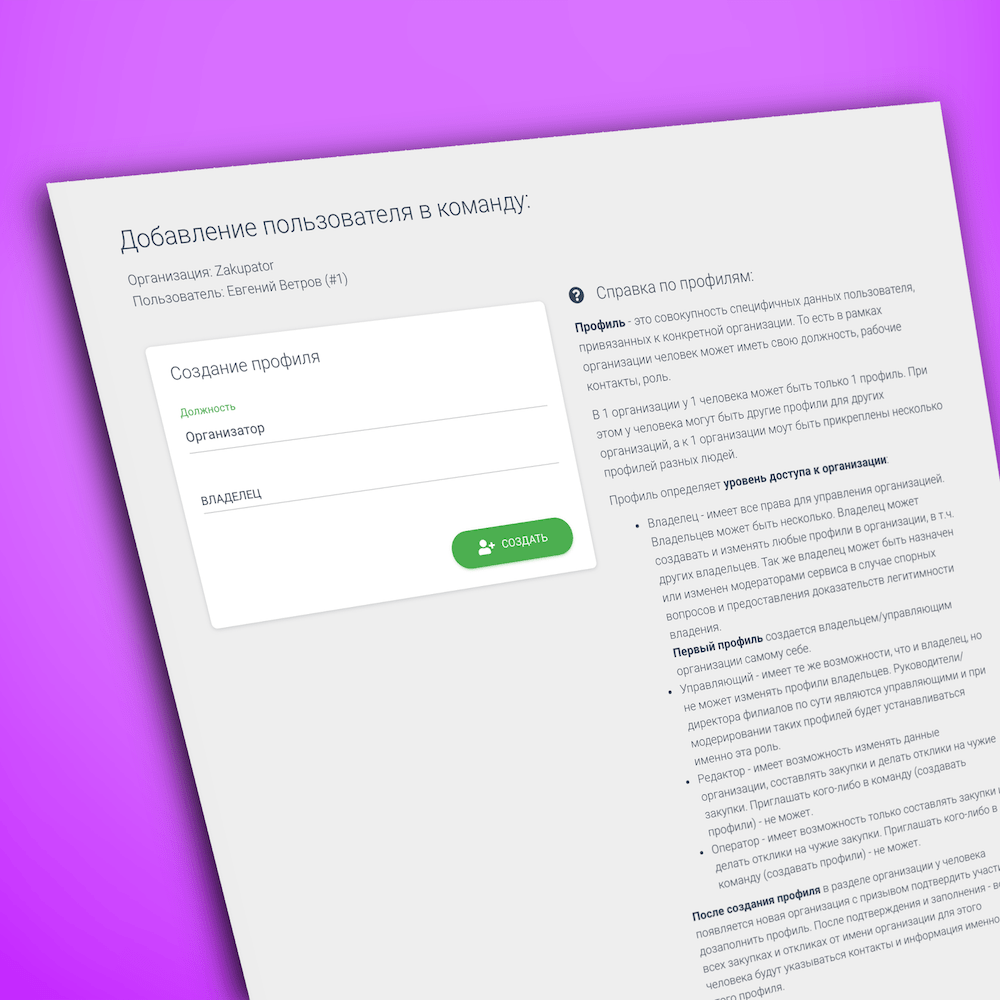 Добавление пользователя в команду:
Организация: Zakupator
Пользователь: Евгений Ветров (#1)
Создание профиля
Должность
Организатор
ВЛАДЕЛЕЦ
СОЗДАТЬ
Справка по профилям:
Профиль - это совокупность специфичных данных пользователя,
привязанных к конкретной организации. То есть в рамках
организации человек может иметь свою должность, рабочие
контакты, роль.
В 1 организации у 1 человека может быть только 1 профиль. При
этом у человека могут быть другие профили для других
организаций, а к 1 организации моут быть прикреплены несколько
профилей разных людей.
Профиль определяет уровень доступа к организации:
• Владелец - имеет все права для управления организацией.
Владельцев может быть несколько. Владелец может
создавать и изменять любые профили в организации, в т.ч.
других владельцев. Так же владелец может быть назначен
или изменен модераторами сервиса в случае спорных
вопросов и предоставления доказательств легитимности
владения.
Первый профиль создается владельцем/управляющим
организации самому себе.
• Управляющий - имеет те же возможности, что и владелец, но
не может изменять профили владельцев. Руководители/
директора филиалов по сути являются управляющими и при
модерировании таких профилей будет устанавливаться
именно эта роль.
• Редактор - имеет возможность изменять данные
организации, составлять закупки и делать отклики на чужие
закупки. Приглашать кого-либо в команду (создавать
профили) - не может.
• Оператор - имеет возможность только составлять закупки
делать отклики на чужие закупки. Приглашать кого-либо в
команду (создавать профили) - не может.
После создания профиля в разделе организации у человека
появляется новая организация с призывом подтвердить
дозаполнить профиль. После подтверждения и заполнения -
всех закупках и откликах от имени организации для этого
человека будут указываться контакты и информация именно
профиля.